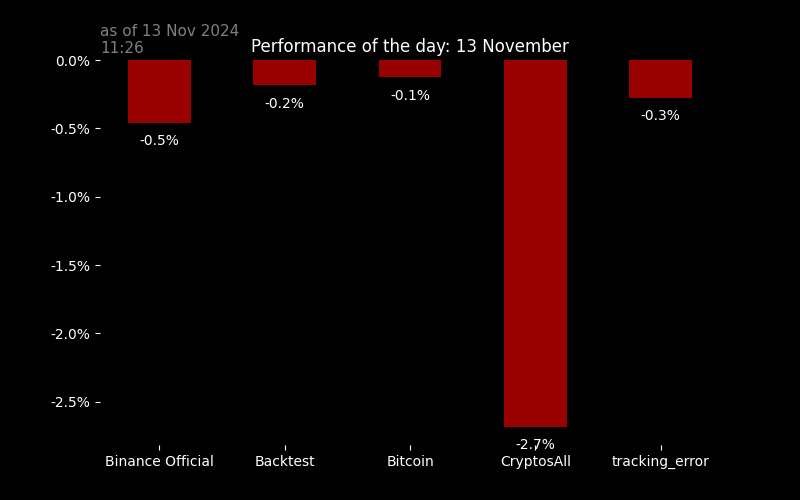 as of 13 Nov 2024
11:26
Performance of the day: 13 November
0.0%
-0.5%
-1.0%
-1.5%
-2.0%
-2.5%
-0.5%
-0.2%
-0.1%
-2.7%
-0.3%
Binance Official
Backtest
Bitcoin
CryptosAll
tracking_error